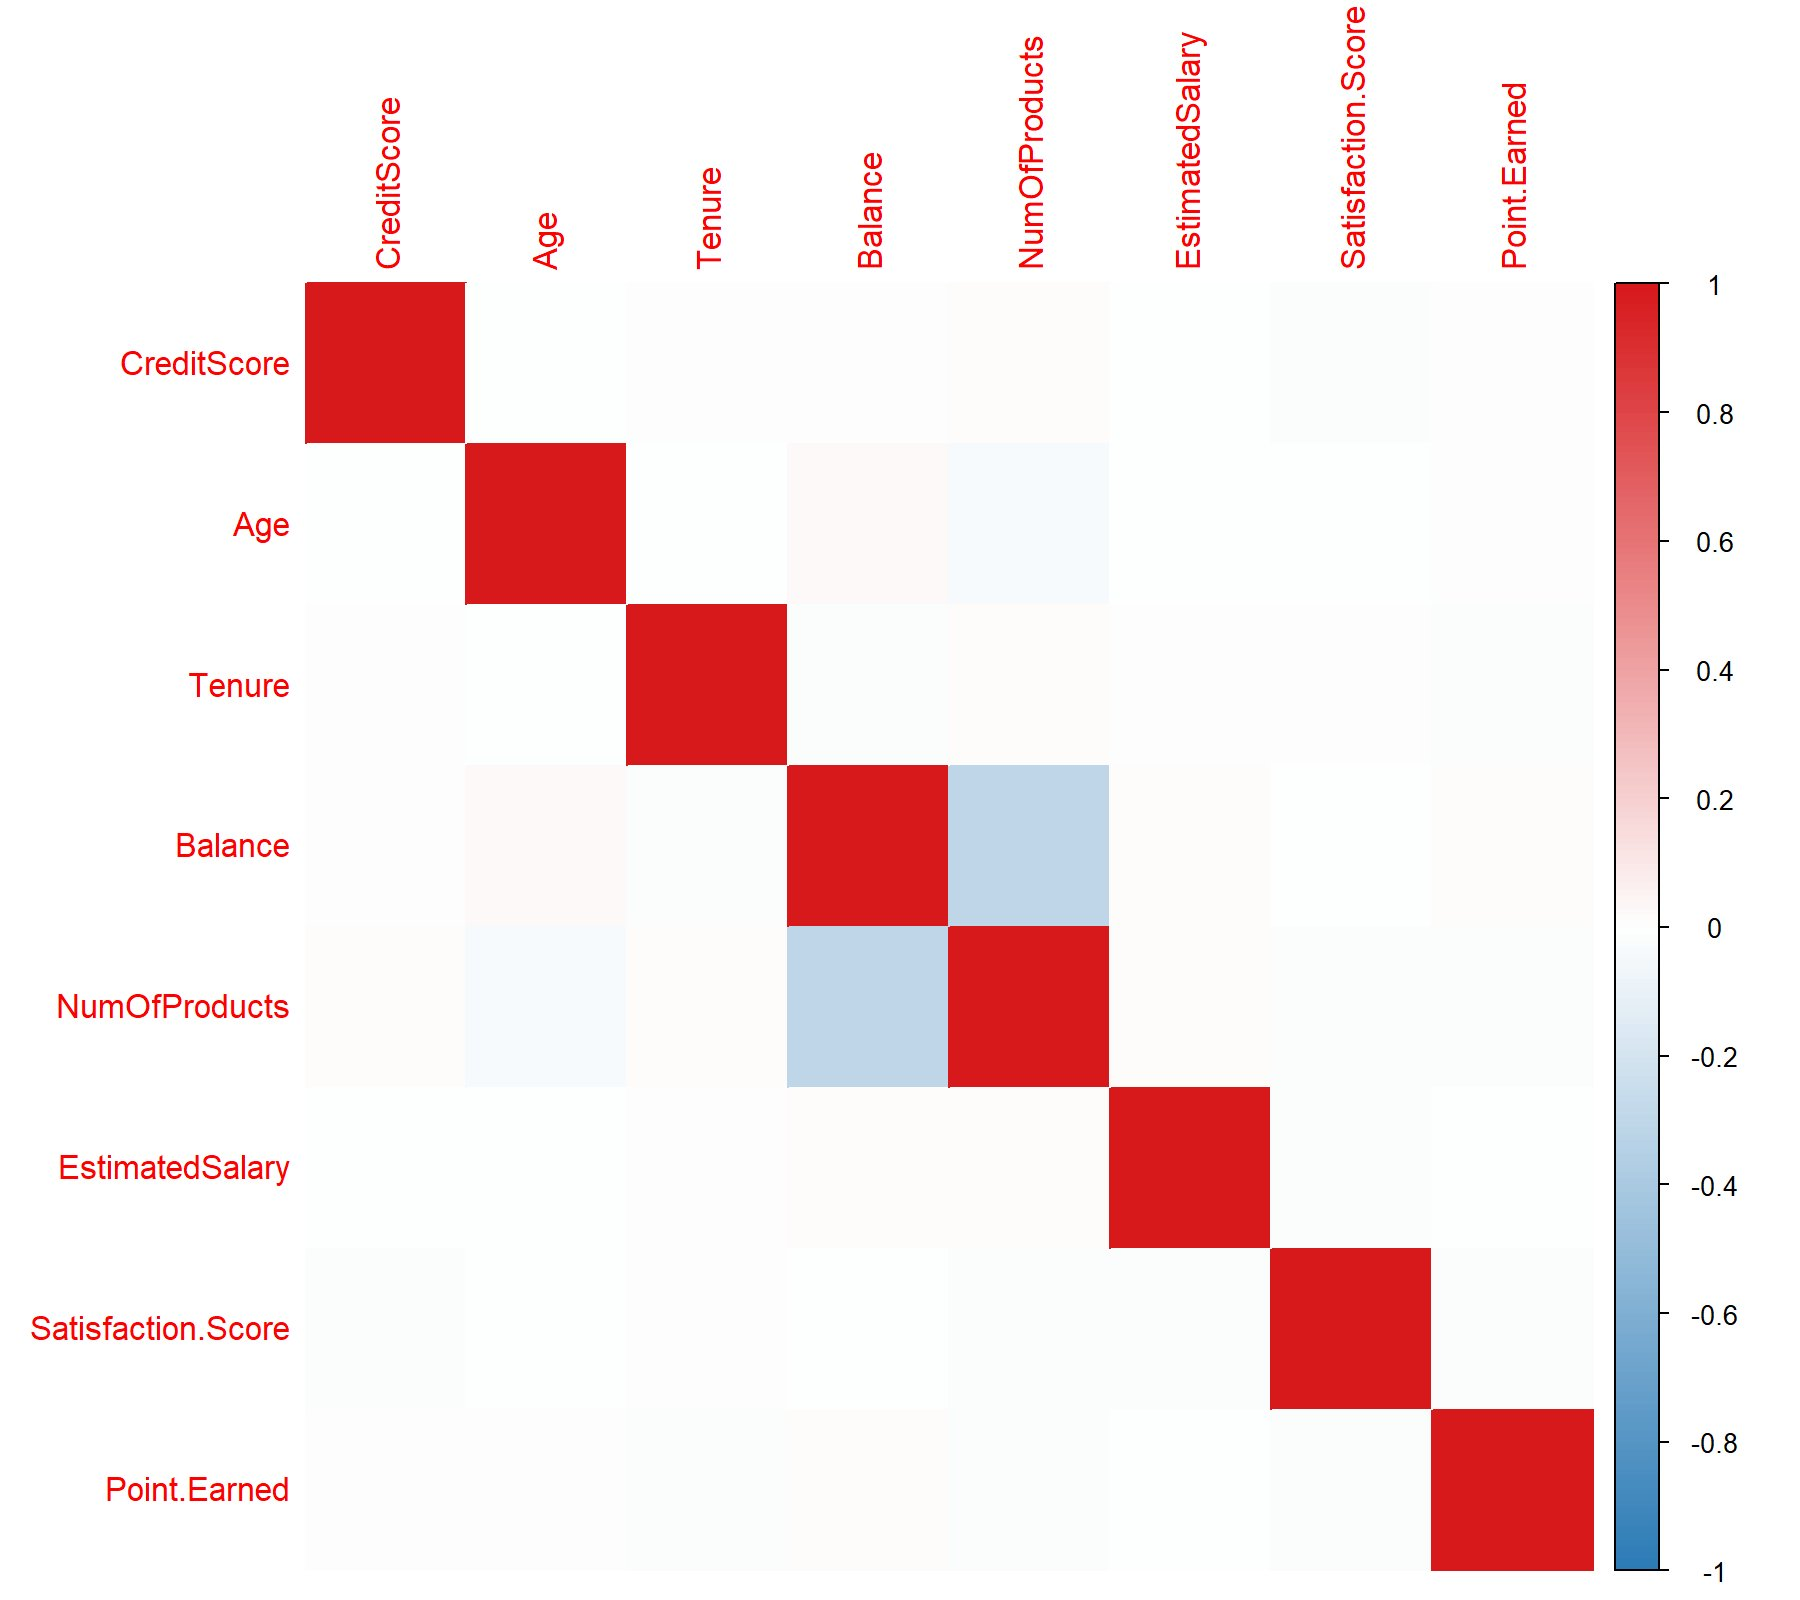 CreditScore
Age
Tenure
Balance
NumOfProducts
EstimatedSalary
Satisfaction.Score
Point.Earned
CreditScore
Age
Tenure
Balance
NumOfProducts
EstimatedSalary
Satisfaction.Score
Point.Earned
1
0.8
0.6
0.4
0.2
0
-0.2
-0.4
-0.6
-0.8
-1